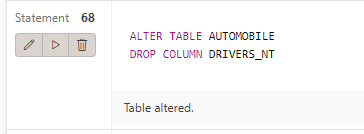 Statement 68
ALTER TABLE AUTOMOBILE
DROP COLUMN DRIVERS_NT
Table altered.